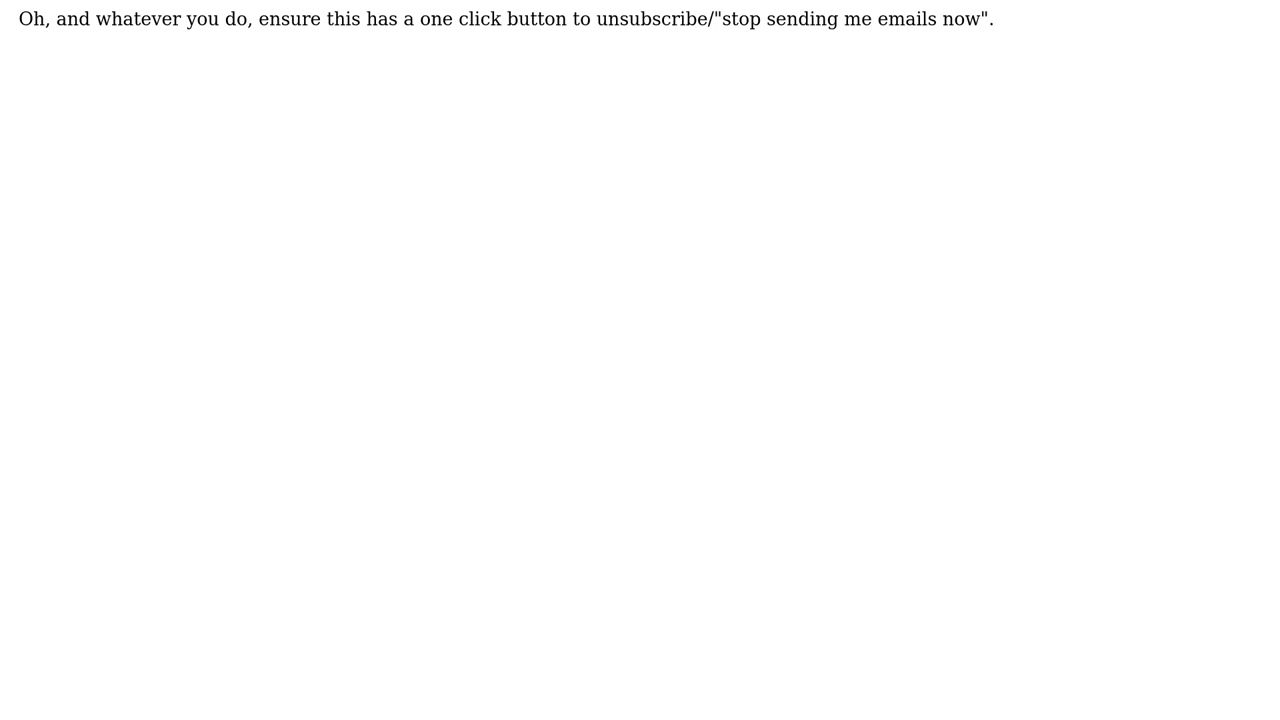 Oh, and whatever you do, ensure this has a one click button to unsubscribe/"stop sending me emails now".